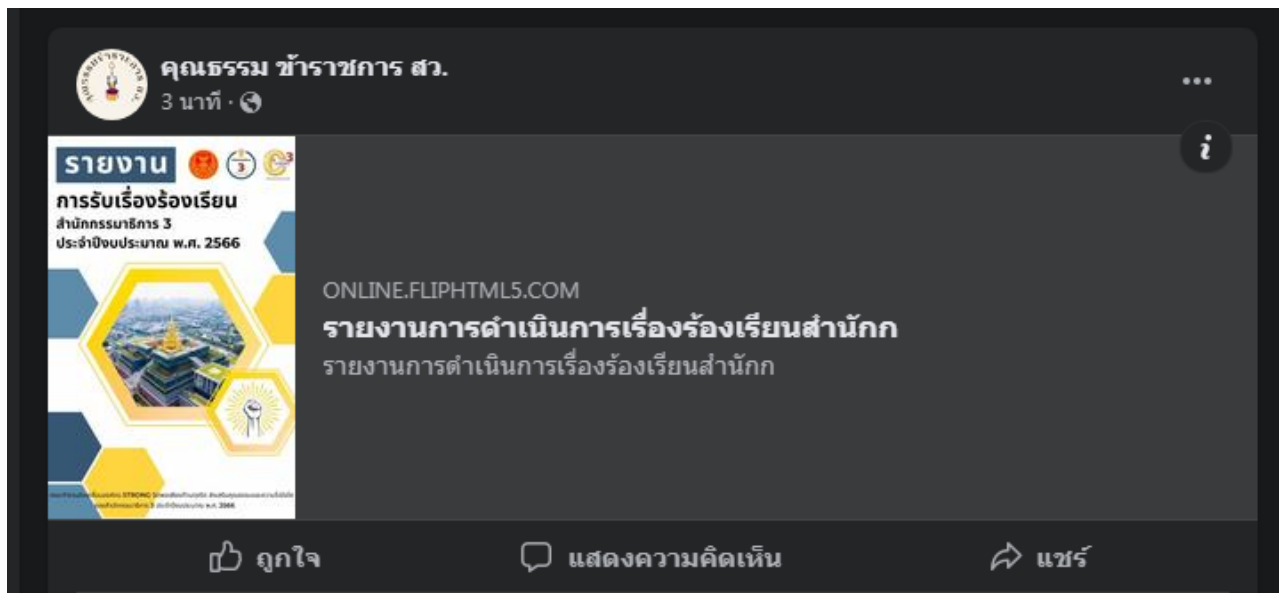 คุณธรรม ข้าราชการ สว.
3 นาที ·
รายงาน
การรับเรื่องร้องเรียน
สำนักกรรมาธิการ 3
ประจำปีงบประมาณ พ.ศ. 2566
ONLINE.FLIPHTML5.COM
รายงานการดำเนินการเรื่องร้องเรียนสำนักก
รายงานการดำเนินการเรื่องร้องเรียนสำนักก
ถูกใจ
แสดงความคิดเห็น
แชร์